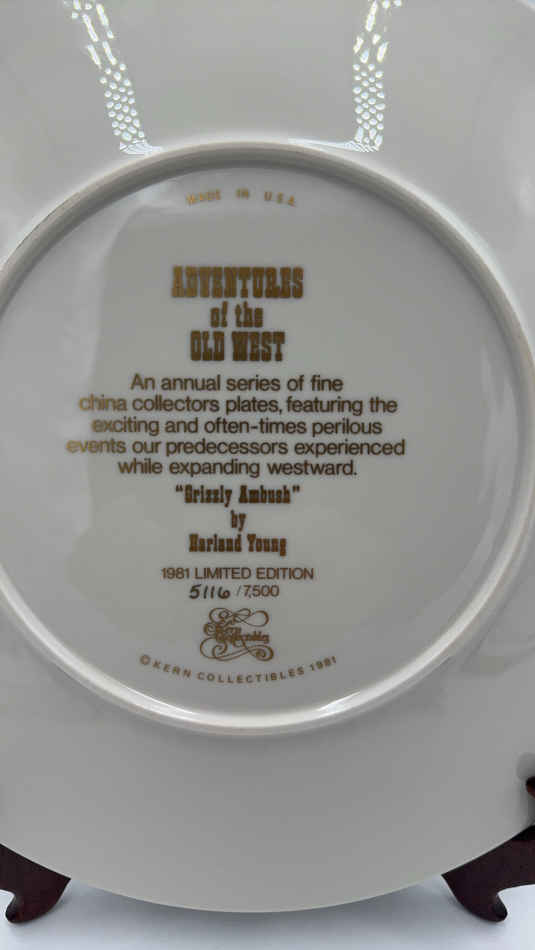 MADE IN U.S.A.
ADVENTURES
of the
OLD WEST
An annual series of fine
china collectors plates, featuring the
exciting and often-times perilous
events our predecessors experienced
while expanding westward.
"Grizzly Ambush"
by
Harland Young
1981 LIMITED EDITION
5116 /7,500
Kern Collectibles
© KERN COLLECTIBLES 1981